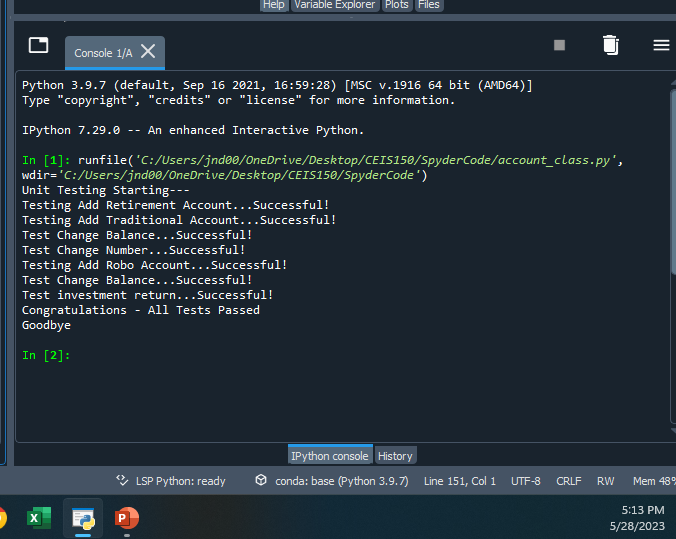 Help Variable Explorer Plots Files
Console 1/A
Python 3.9.7 (default, Sep 16 2021, 16:59:28) [MSC v.1916 64 bit (AMD64)]
Type "copyright", "credits" or "license" for more information.
IPython 7.29.0 -- An enhanced Interactive Python.
In [1]: runfile('C:/Users/jnd00/OneDrive/Desktop/CEIS150/SpyderCode/account_class.py',
wdir='C:/Users/jnd00/OneDrive/Desktop/CEIS150/SpyderCode')
Unit Testing Starting---
Testing Add Retirement Account...Successful!
Testing Add Traditional Account...Successful!
Test Change Balance...Successful!
Test Change Number...Successful!
Testing Add Robo Account...Successful!
Test Change Balance...Successful!
Test investment return...Successful!
Congratulations - All Tests Passed
Goodbye
In [2]:
IPython console History
LSP Python: ready conda: base (Python 3.9.7) Line 151, Col 1 UTF-8 CRLF RW Mem 48%
5:13 PM
5/28/2023